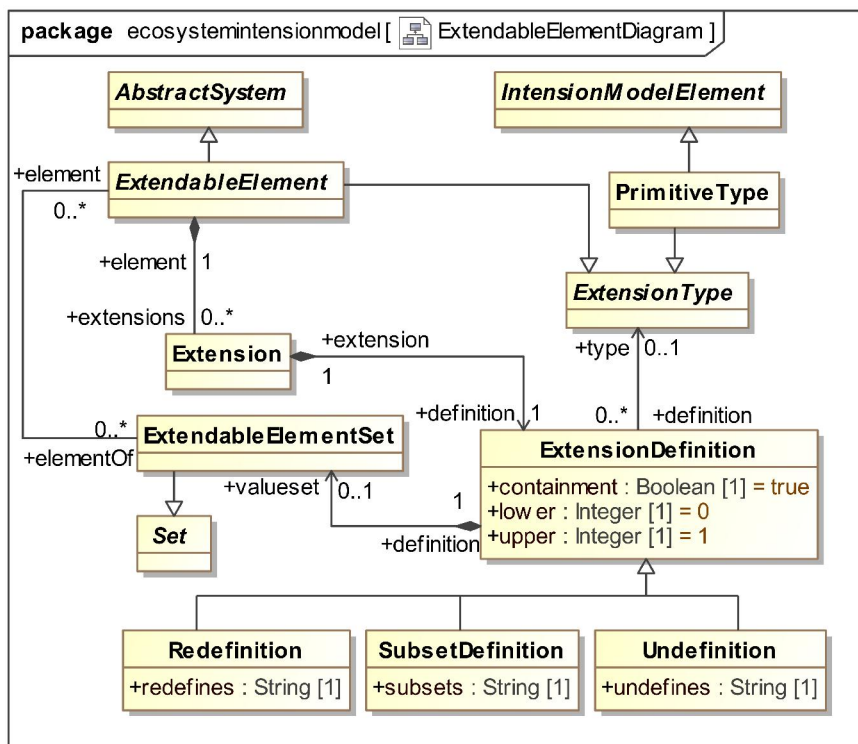 package ecosystemintensionmodel[ ExtendableElementDiagram ]
AbstractSystem
IntensionModelElement
+element
0..*
ExtendableElement
PrimitiveType
+element
1
ExtensionType
+extensions
0..*
+type
0..1
Extension
+extension
1
+definition
1
0..*
+definition
0..*
ExtendableElementSet
+elementOf
ExtensionDefinition
+containment : Boolean [1] = true
+lower : Integer [1] = 0
+upper : Integer [1] = 1
+valueset
0..1
1
+definition
Set
Redefinition
+redefines : String [1]
SubsetDefinition
+subsets : String [1]
Undefinition
+undefines : String [1]